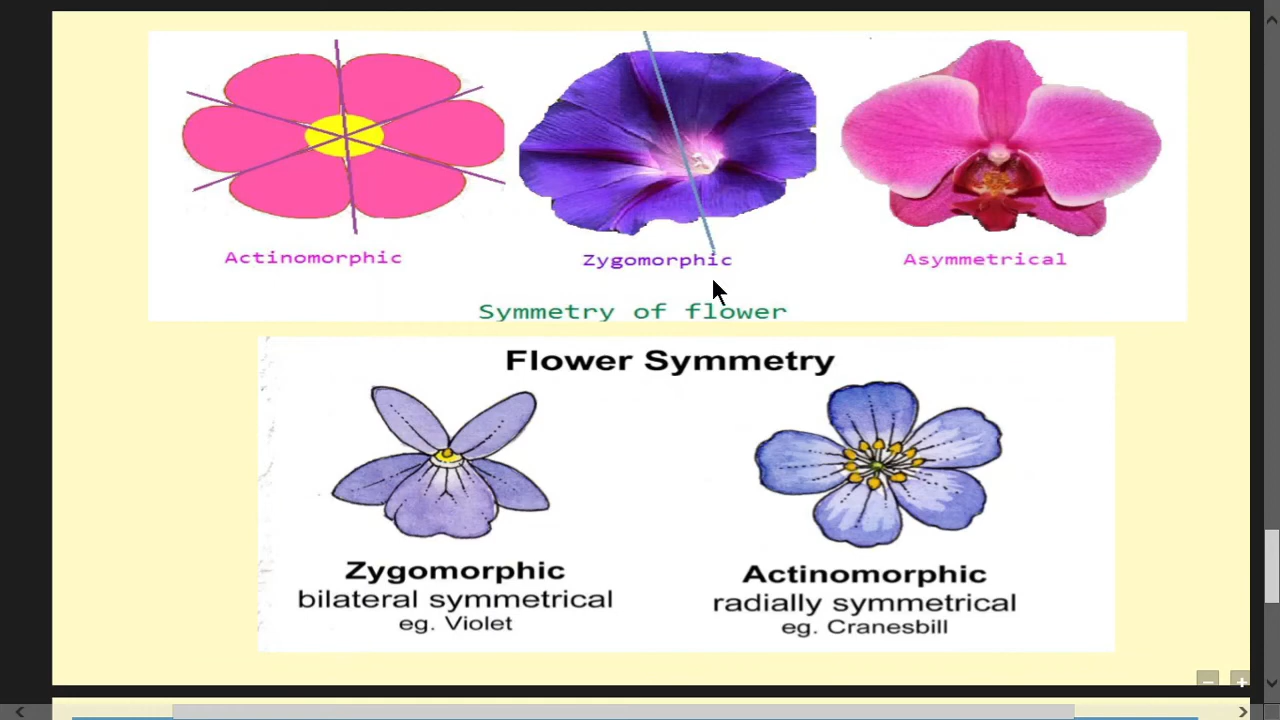 Actinomorphic
Zygomorphic
Asymmetrical
Symmetry of flower
Flower Symmetry
Zygomorphic
bilateral symmetrical
eg. Violet
Actinomorphic
radially symmetrical
eg. Cranesbill